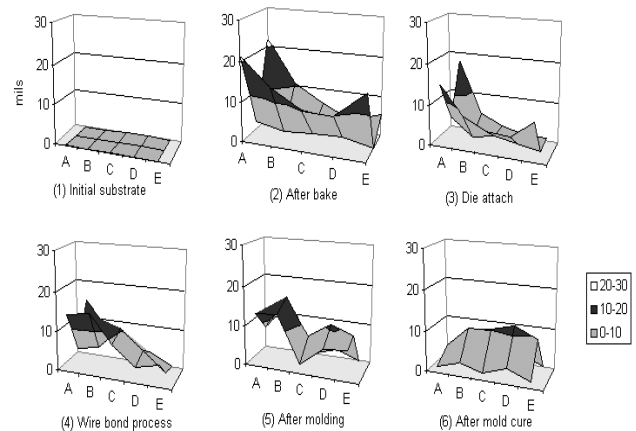 30
20
10
0
mils
A B C D E
(1) Initial substrate
30
20
10
0
A B C D E
(2) After bake
30
20
10
0
A B C D E
(3) Die attach
30
20
10
0
A B C D E
(4) Wire bond process
30
20
10
0
A B C D E
(5) After molding
30
20
10
0
A B C D E
(6) After mold cure
20-30
10-20
0-10